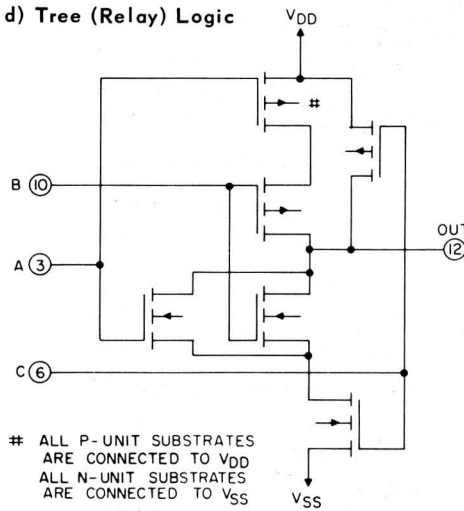 d) Tree (Relay) Logic
VDD
#
B 10
OUT
12
A 3
C 6
# ALL P-UNIT SUBSTRATES
ARE CONNECTED TO VDD
ALL N-UNIT SUBSTRATES
ARE CONNECTED TO VSS
VSS